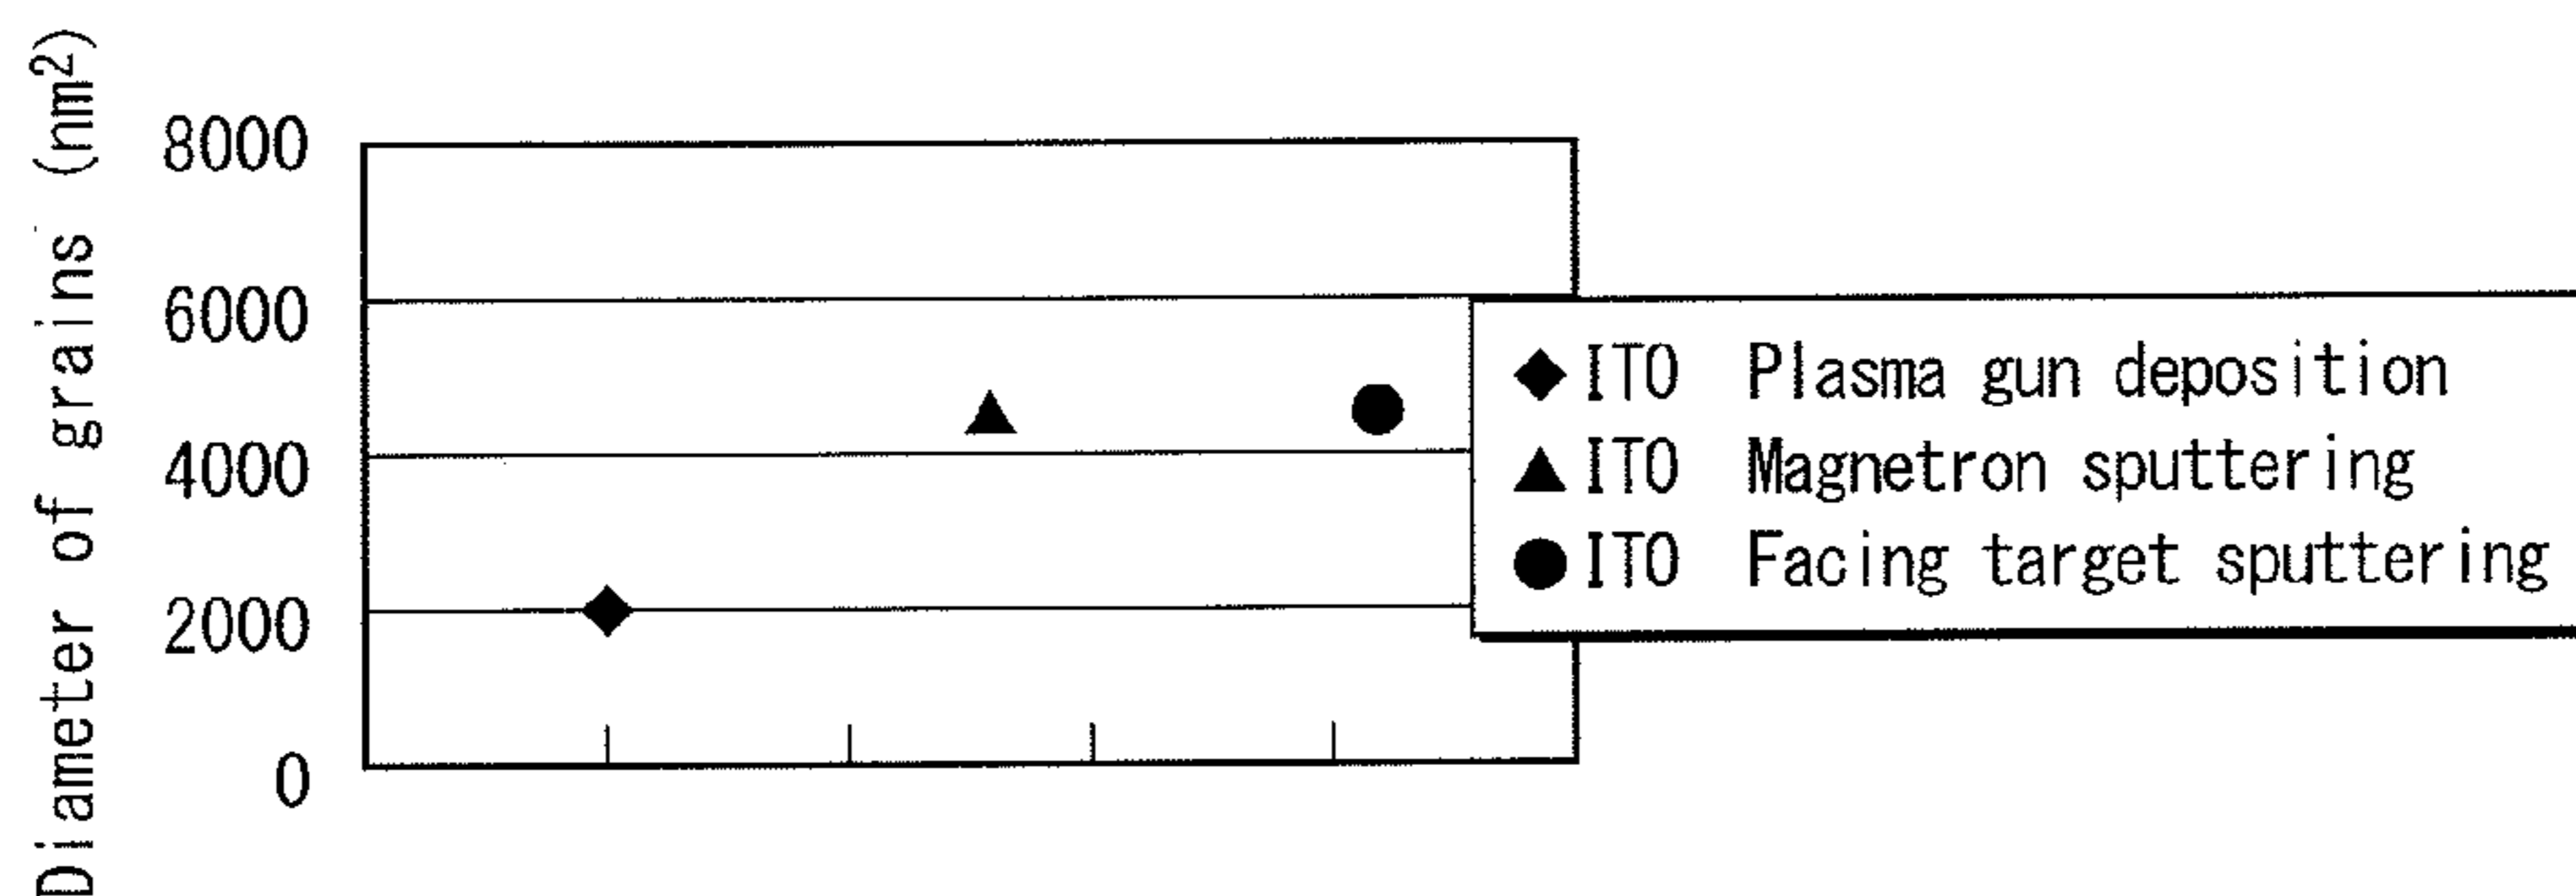 Diameter of grains (nm²)
8000
6000
4000
2000
0
ITO Plasma gun deposition
ITO Magnetron sputtering
ITO Facing target sputtering